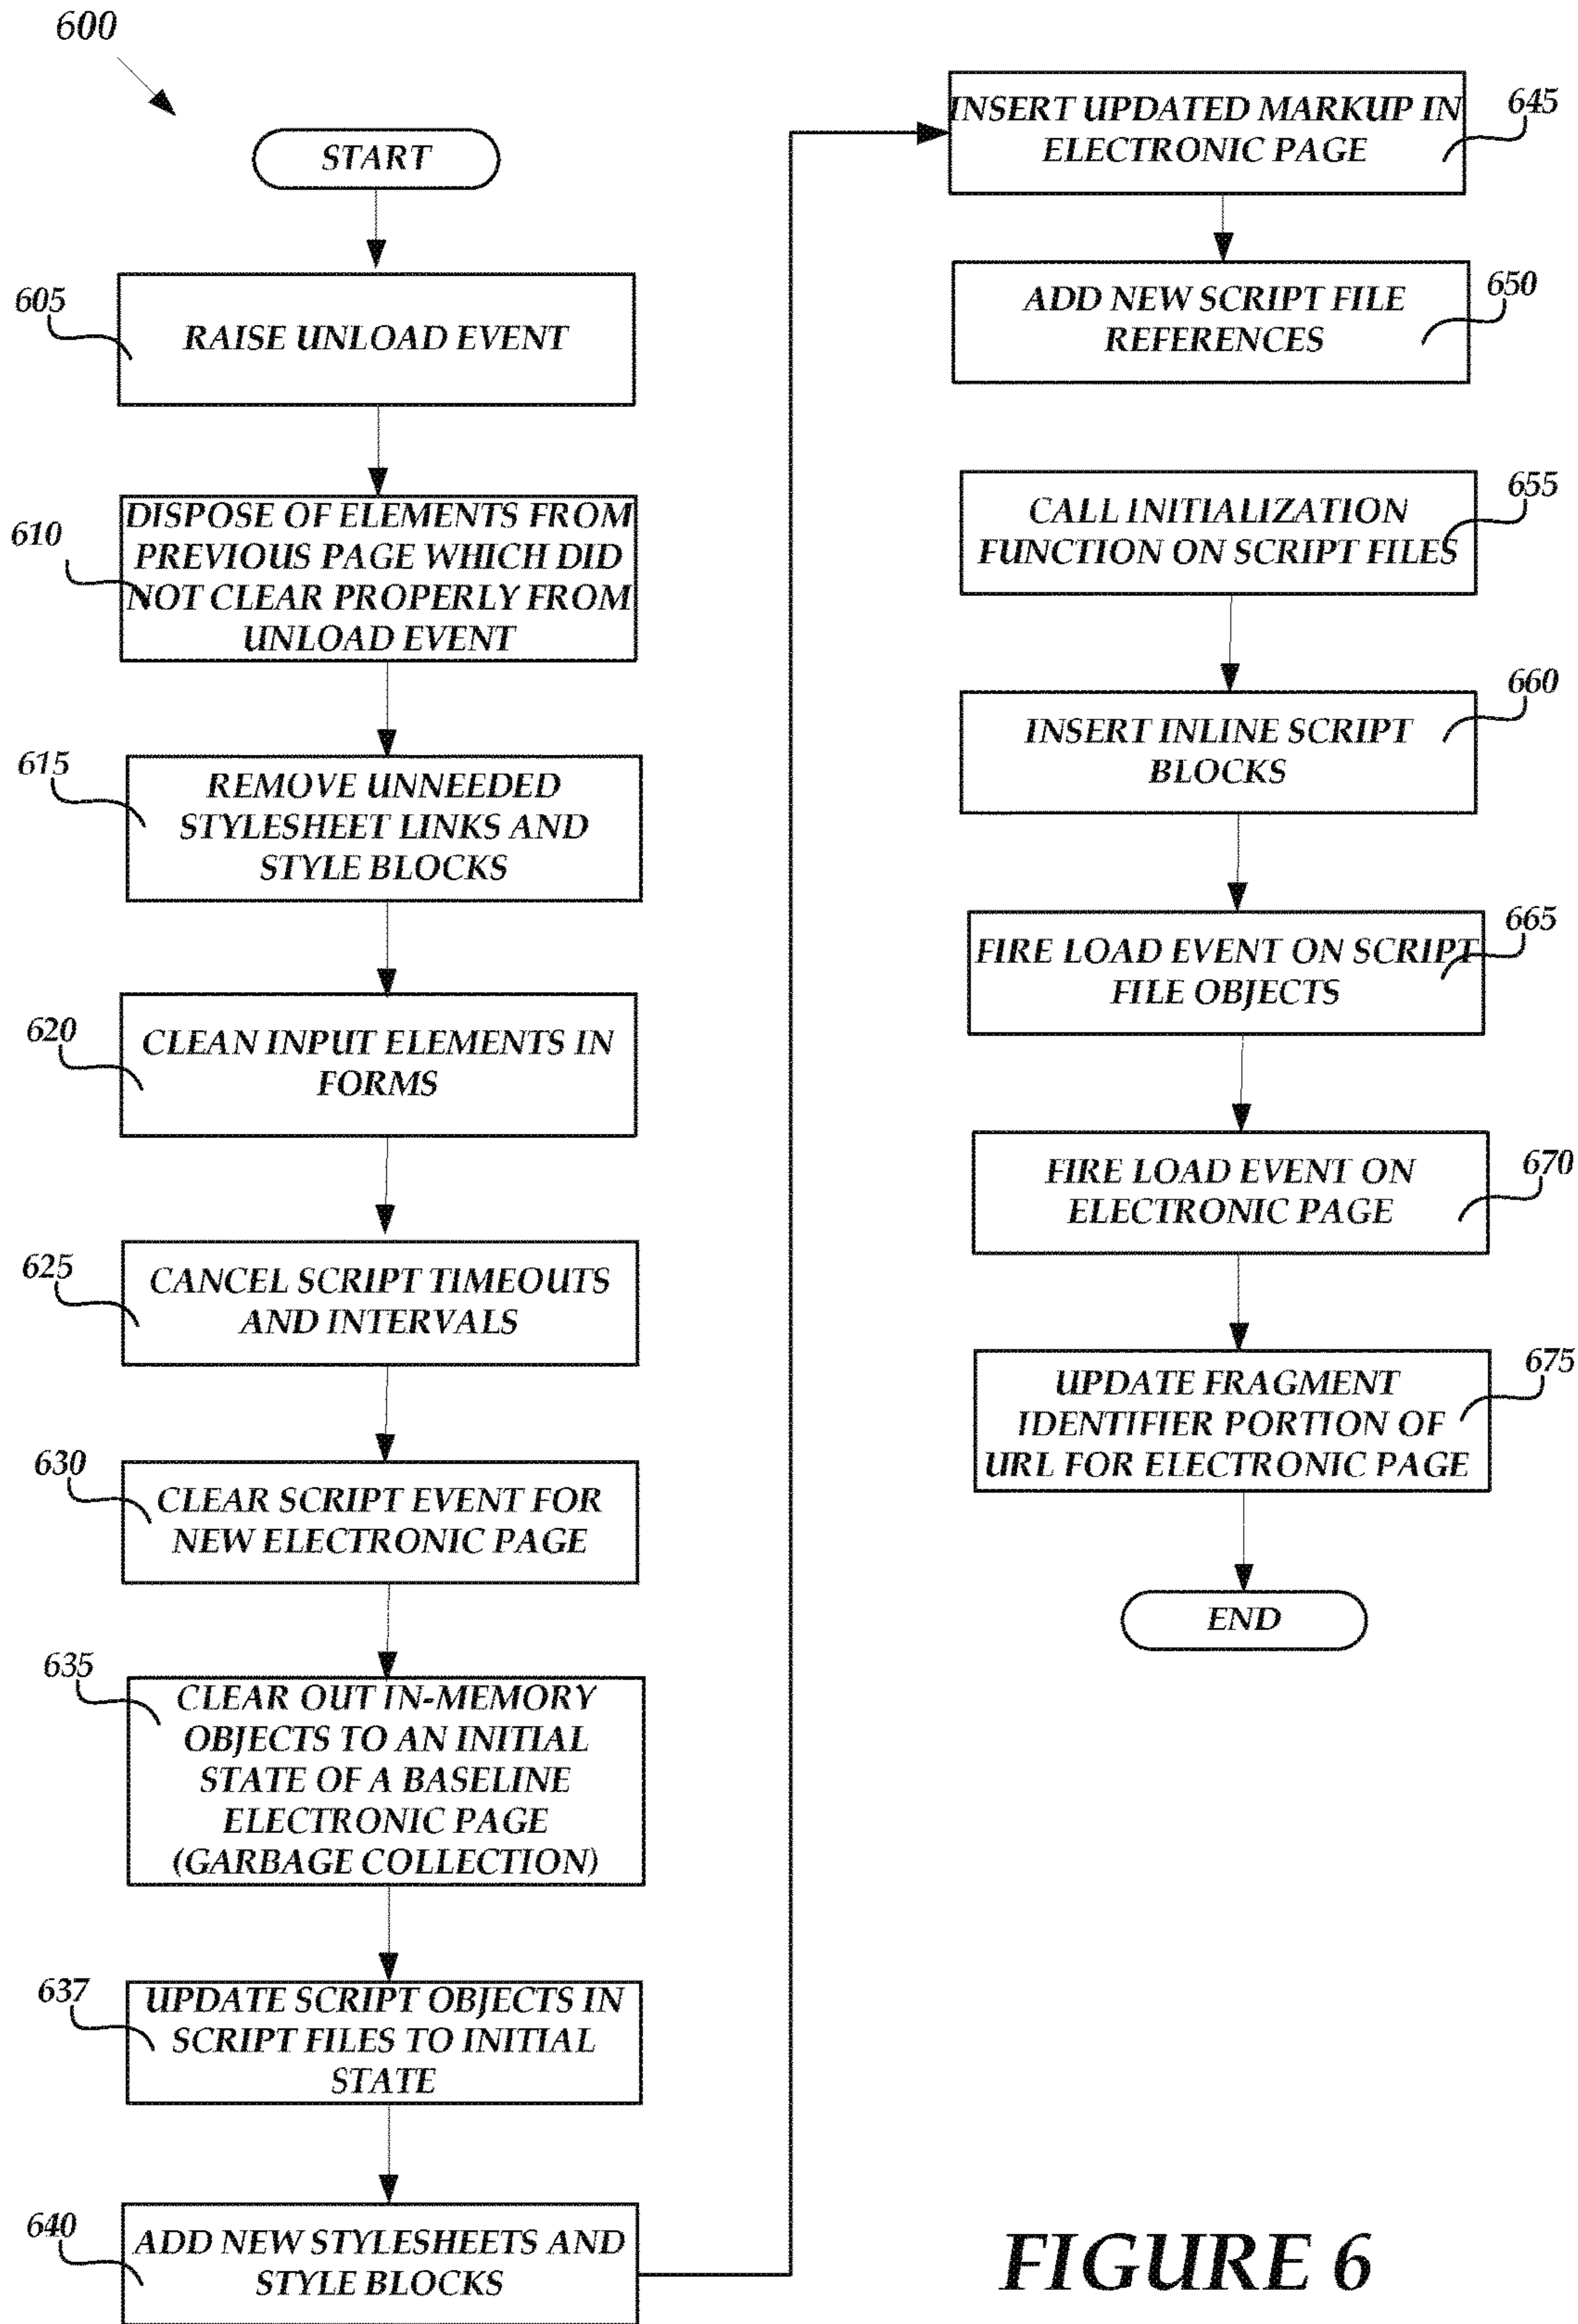 600
START
605
RAISE UNLOAD EVENT
610
DISPOSE OF ELEMENTS FROM
PREVIOUS PAGE WHICH DID
NOT CLEAR PROPERLY FROM
UNLOAD EVENT
615
REMOVE UNNEEDED
STYLESHEET LINKS AND
STYLE BLOCKS
620
CLEAN INPUT ELEMENTS IN
FORMS
625
CANCEL SCRIPT TIMEOUTS
AND INTERVALS
630
CLEAR SCRIPT EVENT FOR
NEW ELECTRONIC PAGE
635
CLEAR OUT IN-MEMORY
OBJECTS TO AN INITIAL
STATE OF A BASELINE
ELECTRONIC PAGE
(GARBAGE COLLECTION)
637
UPDATE SCRIPT OBJECTS IN
SCRIPT FILES TO INITIAL
STATE
640
ADD NEW STYLESHEETS AND
STYLE BLOCKS
645
INSERT UPDATED MARKUP IN
ELECTRONIC PAGE
650
ADD NEW SCRIPT FILE
REFERENCES
655
CALL INITIALIZATION
FUNCTION ON SCRIPT FILES
660
INSERT INLINE SCRIPT
BLOCKS
665
FIRE LOAD EVENT ON SCRIPT
FILE OBJECTS
670
FIRE LOAD EVENT ON
ELECTRONIC PAGE
675
UPDATE FRAGMENT
IDENTIFIER PORTION OF
URL FOR ELECTRONIC PAGE
END
FIGURE 6